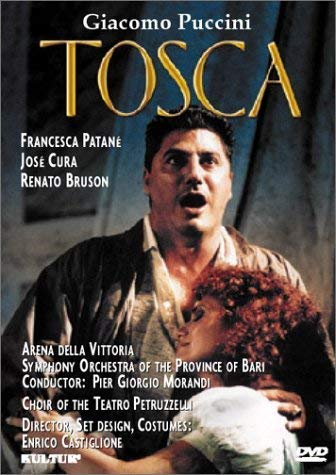 Giacomo Puccini
TOSCA
FRANCESCA PATANÉ
JOSÉ CURA
RENATO BRUSON
ARENA DELLA VITTORIA
SYMPHONY ORCHESTRA OF THE PROVINCE OF BARI
CONDUCTOR: PIER GIORGIO MORANDI
CHOIR OF THE TEATRO PETRUZZELLI
DIRECTOR, SET DESIGN, COSTUMES:
ENRICO CASTIGLIONE
KULTUR
DVD